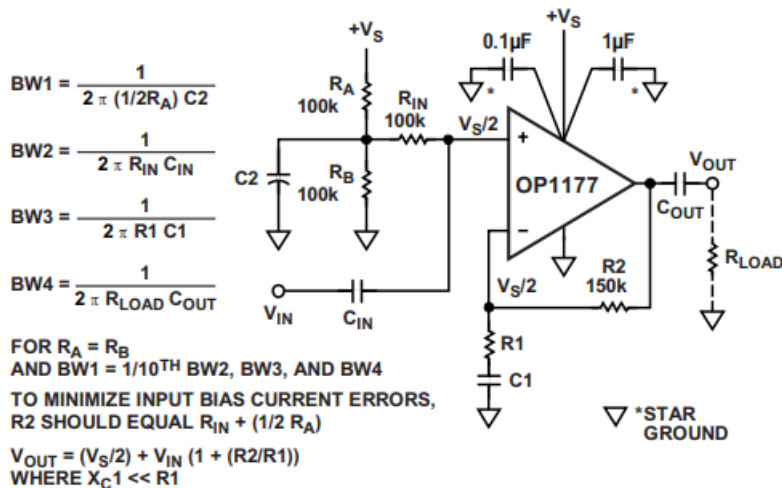 BW1 = 1 / 2 π (1/2RA) C2
BW2 = 1 / 2 π RIN CIN
BW3 = 1 / 2 π R1 C1
BW4 = 1 / 2 π RLOAD COUT
FOR RA = RB
AND BW1 = 1/10TH BW2, BW3, AND BW4
TO MINIMIZE INPUT BIAS CURRENT ERRORS,
R2 SHOULD EQUAL RIN + (1/2 RA)
VOUT = (VS/2) + VIN (1 + (R2/R1))
WHERE XC1 << R1
+VS
RA
100k
RIN
100k
C2
RB
100k
VIN
CIN
VS/2
+VS
0.1µF
1µF
*
*
+
OP1177
−
VS/2
R2
150k
R1
C1
VOUT
COUT
RLOAD
*STAR
GROUND